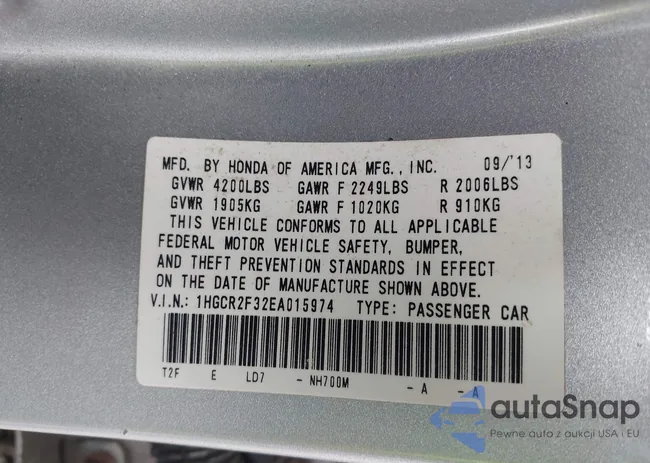 MFD. BY HONDA OF AMERICA MFG., INC. 09/'13
GVWR 4200LBS GAWR F 2249LBS R 2006LBS
GVWR 1905KG GAWR F 1020KG R 910KG
THIS VEHICLE CONFORMS TO ALL APPLICABLE
FEDERAL MOTOR VEHICLE SAFETY, BUMPER,
AND THEFT PREVENTION STANDARDS IN EFFECT
ON THE DATE OF MANUFACTURE SHOWN ABOVE.
V.I.N.: 1HGCR2F32EA015974 TYPE: PASSENGER CAR
T2F E LD7 - NH700M - A - A
autaSnap
Pewne auta z aukcji USA i EU